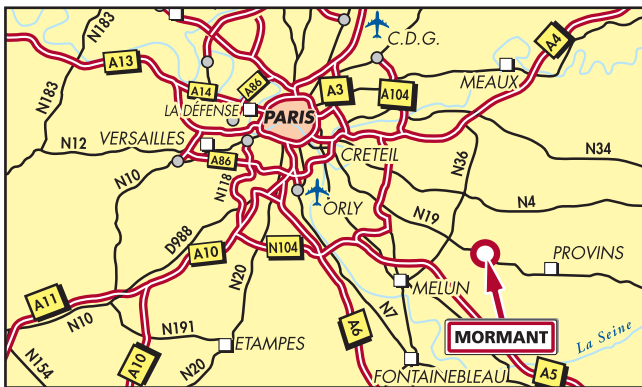 N183
C.D.G.
A4
A13
N183
A14
A86
A3
A104
MEAUX
LA DÉFENSE
PARIS
N12
VERSAILLES
A86
CRETEIL
N36
N34
N10
N118
ORLY
N4
D988
N19
A10
N104
PROVINS
N20
MELUN
A11
N10
N7
N191
A6
MORMANT
La Seine
ETAMPES
N154
A10
N20
FONTAINEBLEAU
A5